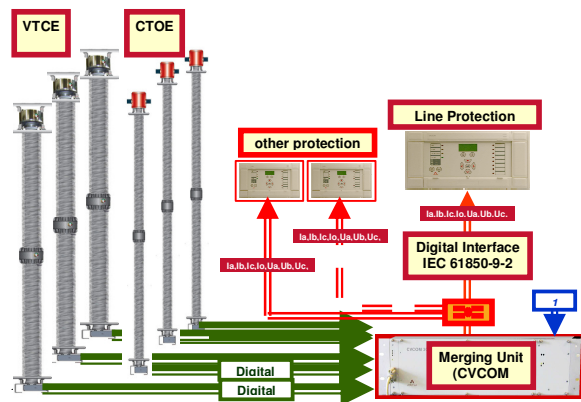 VTCE
CTOE
Line Protection
other protection
Ia,Ib,Ic,Io,Ua,Ub,Uc,
Ia,Ib,Ic,Io,Ua,Ub,Uc,
Ia,Ib,Ic,Io,Ua,Ub,Uc,
Digital Interface
IEC 61850-9-2
1
Merging Unit
(CVCOM
Digital
Digital